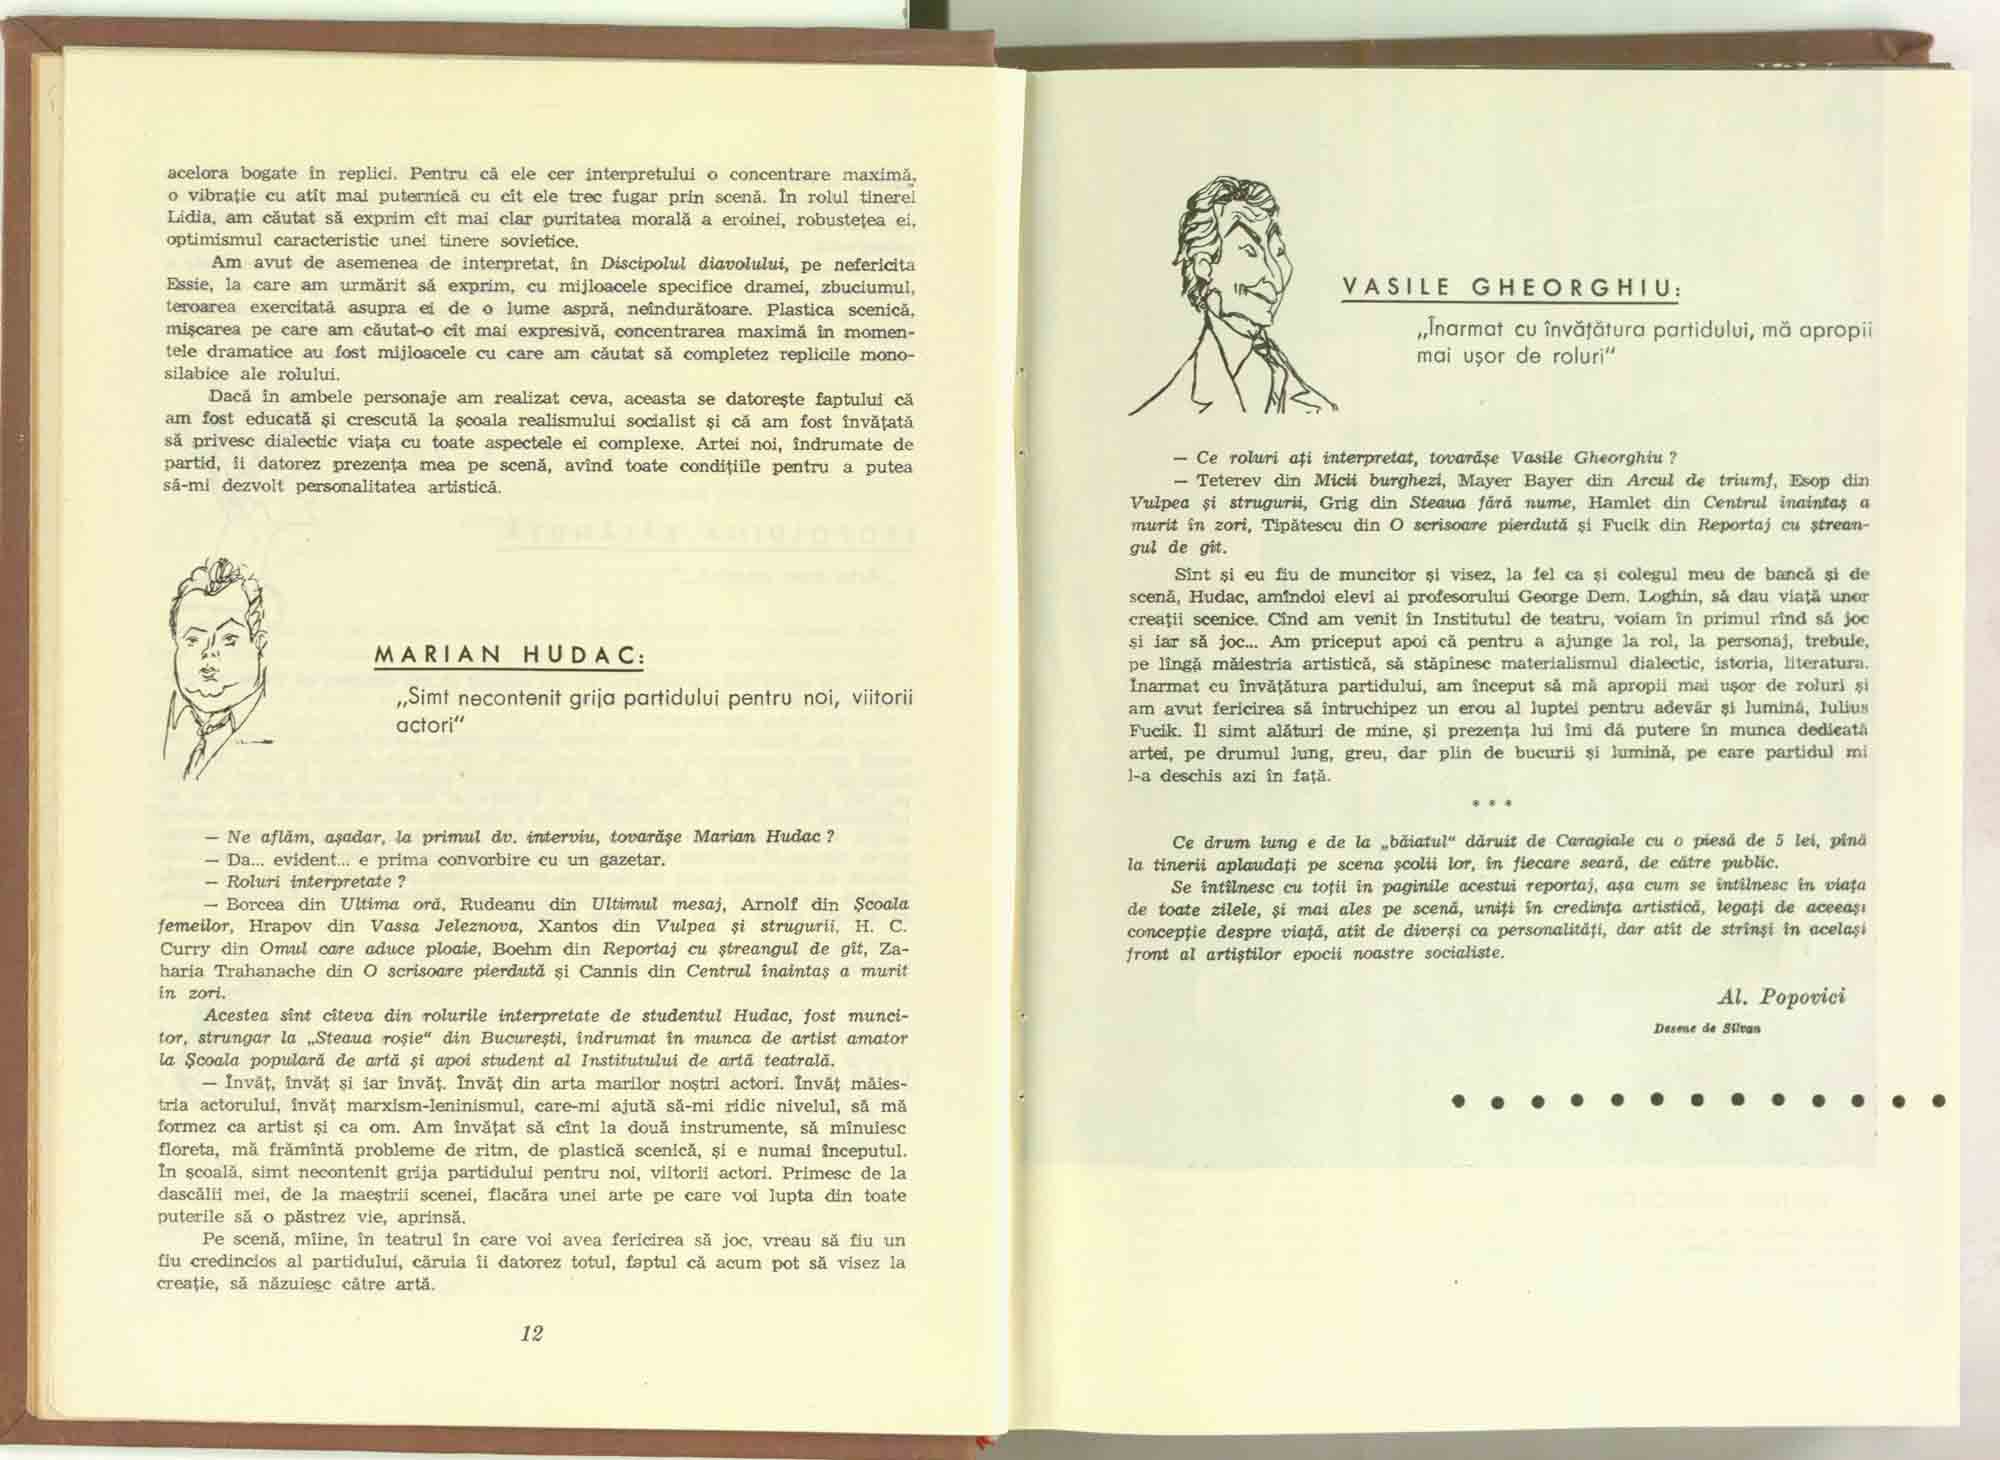 acelora bogate în replici. Pentru că ele cer interpretului o concentrare maximă,
o vibrație cu atît mai puternică cu cît ele trec fugar prin scenă. În rolul tinerei
Lidia, am căutat să exprim cît mai clar puritatea morală a eroinei, robustețea ei,
optimismul caracteristic unei tinere sovietice.
Am avut de asemenea de interpretat, în Discipolul diavolului, pe nefericita
Essie, la care am urmărit să exprim, cu mijloacele specifice dramei, zbuciumul,
teroarea exercitată asupra ei de o lume aspră, neîndurătoare. Plastica scenică,
mișcarea pe care am căutat-o cît mai expresivă, concentrarea maximă în momen-
tele dramatice au fost mijloacele cu care am căutat să completez replicile mono-
silabice ale rolului.
Dacă în ambele personaje am realizat ceva, aceasta se datorește faptului că
am fost educată și crescută la școala realismului socialist și că am fost învățată
să privesc dialectic viața cu toate aspectele ei complexe. Artei noi, îndrumate de
partid, îi datorez prezența mea pe scenă, avînd toate condițiile pentru a putea
să-mi dezvolt personalitatea artistică.
MARIAN HUDAC:
„Simt necontenit grija partidului pentru noi, viitorii
actori"
— Ne aflăm, așadar, la primul dv. interviu, tovarășe Marian Hudac ?
— Da... evident... e prima convorbire cu un gazetar.
— Roluri interpretate ?
— Borcea din Ultima oră, Rudeanu din Ultimul mesaj, Arnolf din Școala
femeilor, Hrapov din Vassa Jeleznova, Xantos din Vulpea și strugurii, H. C.
Curry din Omul care aduce ploaie, Boehm din Reportaj cu ștreangul de gît, Za-
haria Trahanache din O scrisoare pierdută și Cannis din Centrul înaintaș a murit
în zori.
Acestea sînt cîteva din rolurile interpretate de studentul Hudac, fost munci-
tor, strungar la „Steaua roșie" din București, îndrumat în munca de artist amator
la Școala populară de artă și apoi student al Institutului de artă teatrală.
— Învăț, învăț și iar învăț. Învăț din arta marilor noștri actori. Învăț măies-
tria actorului, învăț marxism-leninismul, care-mi ajută să-mi ridic nivelul, să mă
formez ca artist și ca om. Am învățat să cînt la două instrumente, să mînuiesc
floreta, mă frămîntă probleme de ritm, de plastică scenică, și e numai începutul.
În școală, simt necontenit grija partidului pentru noi, viitorii actori. Primesc de la
dascălii mei, de la maeștrii scenei, flacăra unei arte pe care voi lupta din toate
puterile să o păstrez vie, aprinsă.
Pe scenă, mîine, în teatrul în care voi avea fericirea să joc, vreau să fiu un
fiu credincios al partidului, căruia îi datorez totul, faptul că acum pot să visez la
creație, să năzuiesc către artă.
12
VASILE GHEORGHIU:
„Înarmat cu învățătura partidului, mă apropii
mai ușor de roluri"
— Ce roluri ați interpretat, tovarășe Vasile Gheorghiu ?
— Teterev din Micii burghezi, Mayer Bayer din Arcul de triumf, Esop din
Vulpea și strugurii, Grig din Steaua fără nume, Hamlet din Centrul înaintaș a
murit în zori, Tipătescu din O scrisoare pierdută și Fucik din Reportaj cu ștrean-
gul de gît.
Sînt și eu fiu de muncitor și visez, la fel ca și colegul meu de bancă și de
scenă, Hudac, amîndoi elevi ai profesorului George Dem. Loghin, să dau viață unor
creații scenice. Cînd am venit în Institutul de teatru, voiam în primul rînd să joc
și iar să joc... Am priceput apoi că pentru a ajunge la rol, la personaj, trebuie,
pe lîngă măiestria artistică, să stăpînesc materialismul dialectic, istoria, literatura.
Înarmat cu învățătura partidului, am început să mă apropii mai ușor de roluri și
am avut fericirea să întruchipez un erou al luptei pentru adevăr și lumină, Iulius
Fucik. Îl simt alături de mine, și prezența lui îmi dă putere în munca dedicată
artei, pe drumul lung, greu, dar plin de bucurii și lumină, pe care partidul mi
l-a deschis azi în față.
* * *
Ce drum lung e de la „băiatul" dăruit de Caragiale cu o piesă de 5 lei, pînă
la tinerii aplaudați pe scena școlii lor, în fiecare seară, de către public.
Se întîlnesc cu toții în paginile acestui reportaj, așa cum se întîlnesc în viața
de toate zilele, și mai ales pe scenă, uniți în credința artistică, legați de aceeași
concepție despre viață, atît de diverși ca personalități, dar atît de strînși în același
front al artiștilor epocii noastre socialiste.
Al. Popovici
Desene de Silvan